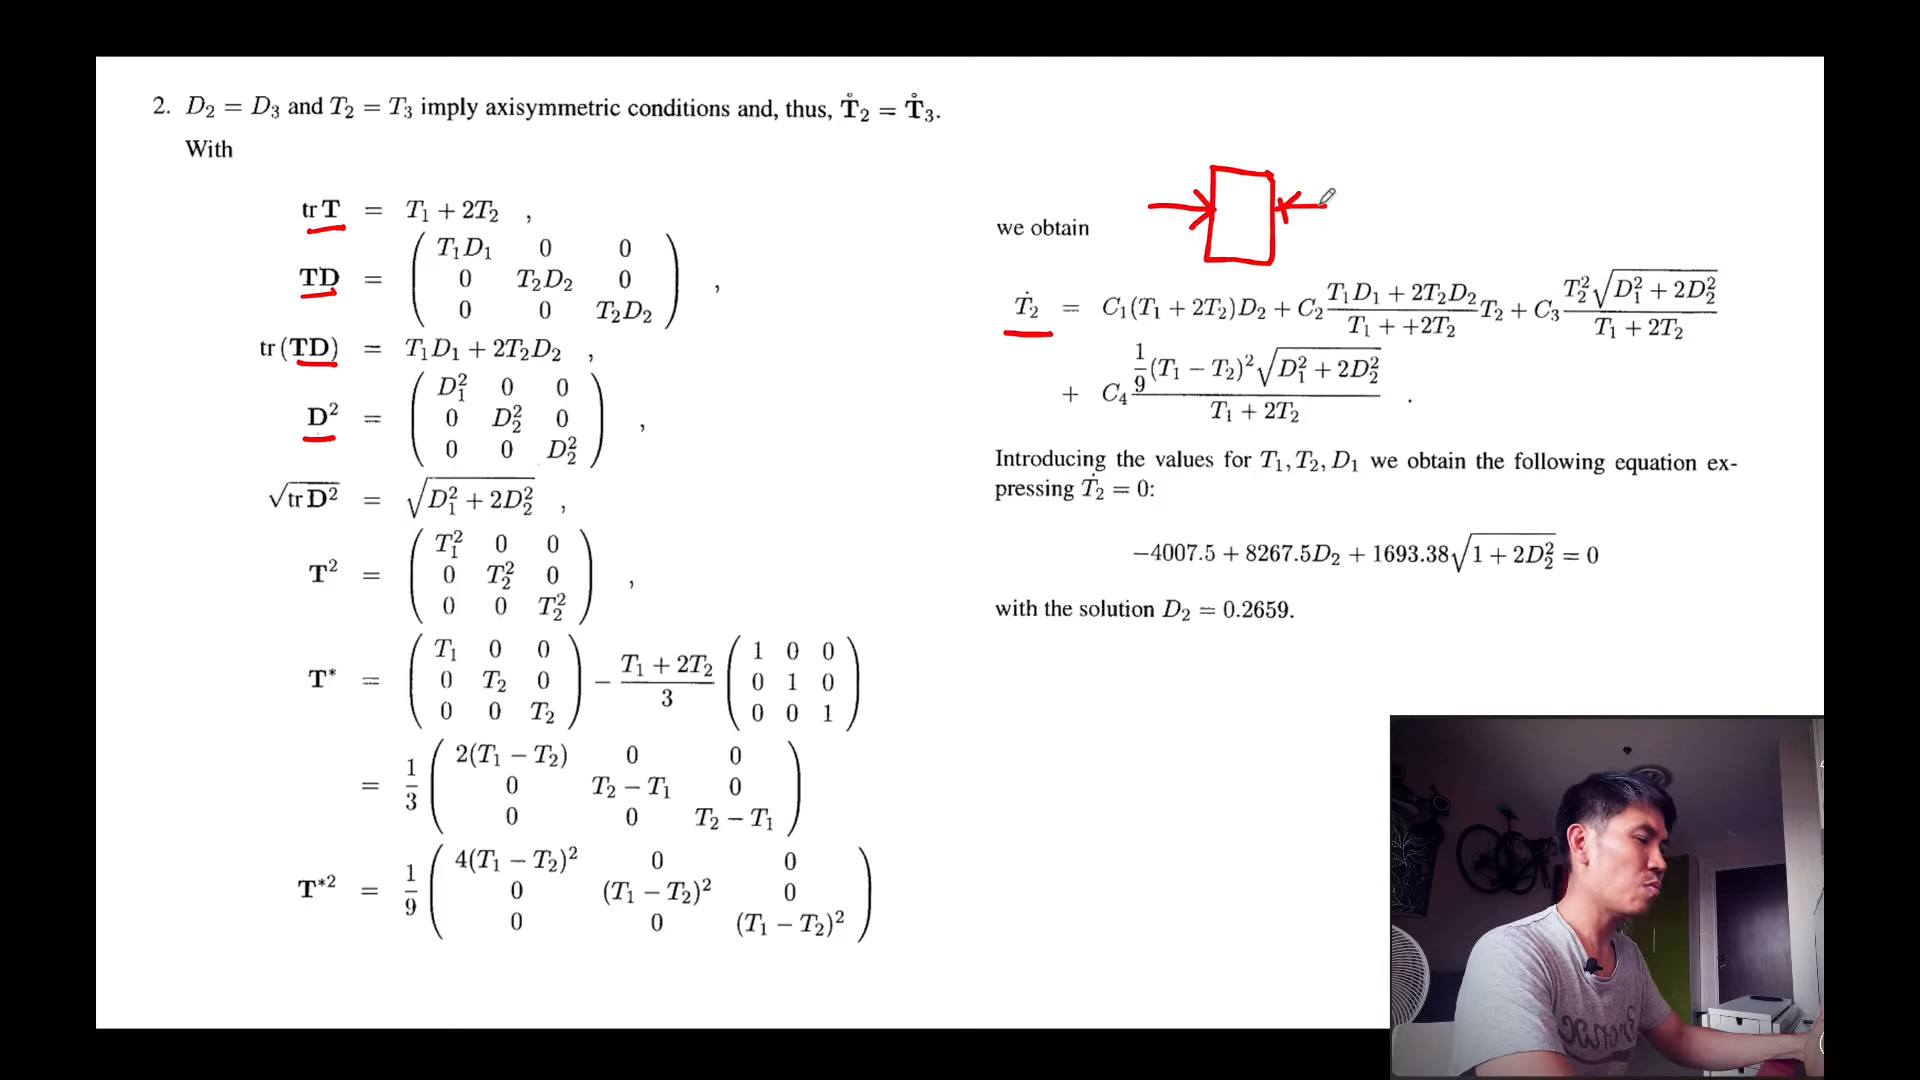 2. D₂ = D₃ and T₂ = T₃ imply axisymmetric conditions and, thus, T̊₂ = T̊₃.
With
tr T = T₁ + 2T₂ ,
TD = ( T₁D₁ 0 0
0 T₂D₂ 0
0 0 T₂D₂ ) ,
tr (TD) = T₁D₁ + 2T₂D₂ ,
D² = ( D₁² 0 0
0 D₂² 0
0 0 D₂² ) ,
√(tr D²) = √(D₁² + 2D₂²) ,
T² = ( T₁² 0 0
0 T₂² 0
0 0 T₂² ) ,
T* = ( T₁ 0 0
0 T₂ 0
0 0 T₂ ) − (T₁ + 2T₂)/3 ( 1 0 0
0 1 0
0 0 1 )
= 1/3 ( 2(T₁ − T₂) 0 0
0 T₂ − T₁ 0
0 0 T₂ − T₁ )
T*² = 1/9 ( 4(T₁ − T₂)² 0 0
0 (T₁ − T₂)² 0
0 0 (T₁ − T₂)² )
we obtain
Ṫ₂ = C₁(T₁ + 2T₂)D₂ + C₂ (T₁D₁ + 2T₂D₂)/(T₁ + +2T₂) T₂ + C₃ (T₂²√(D₁² + 2D₂²))/(T₁ + 2T₂)
+ C₄ (1/9 (T₁ − T₂)²√(D₁² + 2D₂²))/(T₁ + 2T₂) .
Introducing the values for T₁, T₂, D₁ we obtain the following equation ex-
pressing Ṫ₂ = 0:
−4007.5 + 8267.5D₂ + 1693.38√(1 + 2D₂²) = 0
with the solution D₂ = 0.2659.